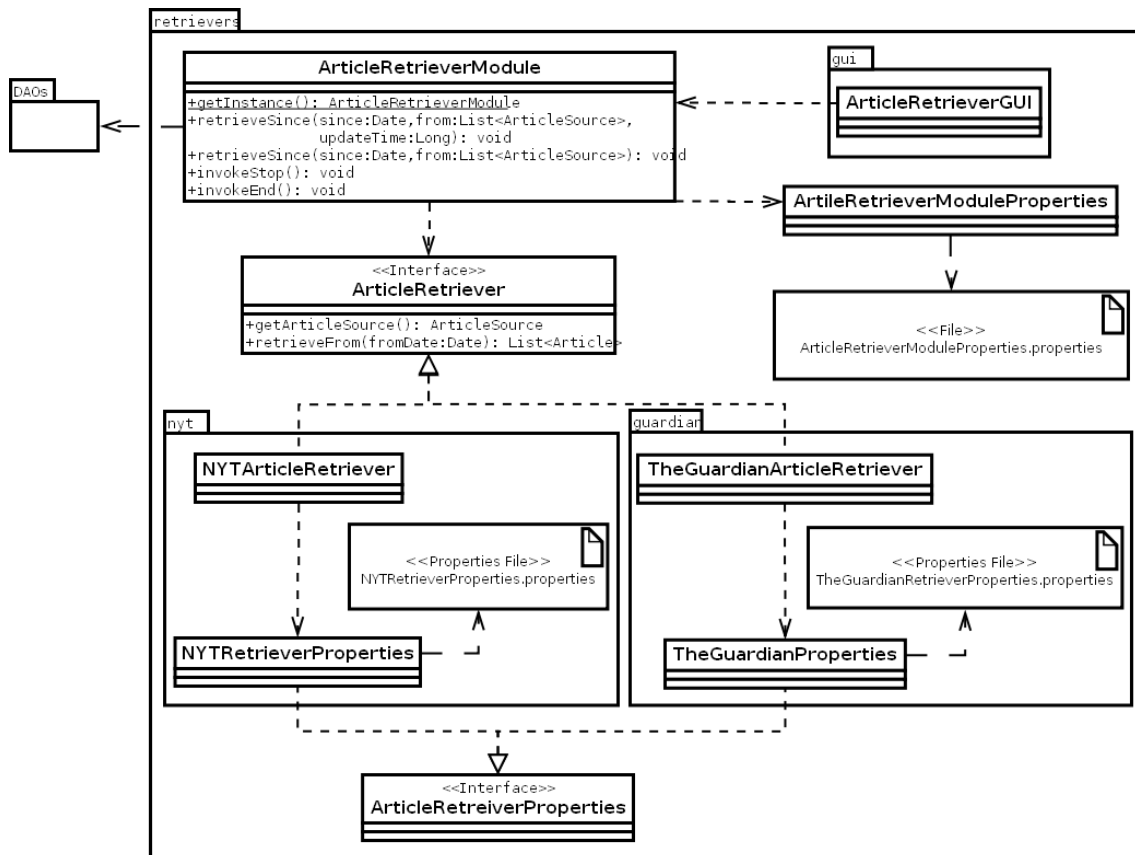 retrievers
ArticleRetrieverModule
+getInstance(): ArticleRetrieverModule
+retrieveSince(since:Date,from:List<ArticleSource>,
updateTime:Long): void
+retrieveSince(since:Date,from:List<ArticleSource>): void
+invokeStop(): void
+invokeEnd(): void
DAOs
gui
ArticleRetrieverGUI
ArtileRetrieverModuleProperties
<<File>>
ArticleRetrieverModuleProperties.properties
<<Interface>>
ArticleRetriever
+getArticleSource(): ArticleSource
+retrieveFrom(fromDate:Date): List<Article>
nyt
NYTArticleRetriever
<<Properties File>>
NYTRetrieverProperties.properties
NYTRetrieverProperties
guardian
TheGuardianArticleRetriever
<<Properties File>>
TheGuardianRetrieverProperties.properties
TheGuardianProperties
<<Interface>>
ArticleRetreiverProperties